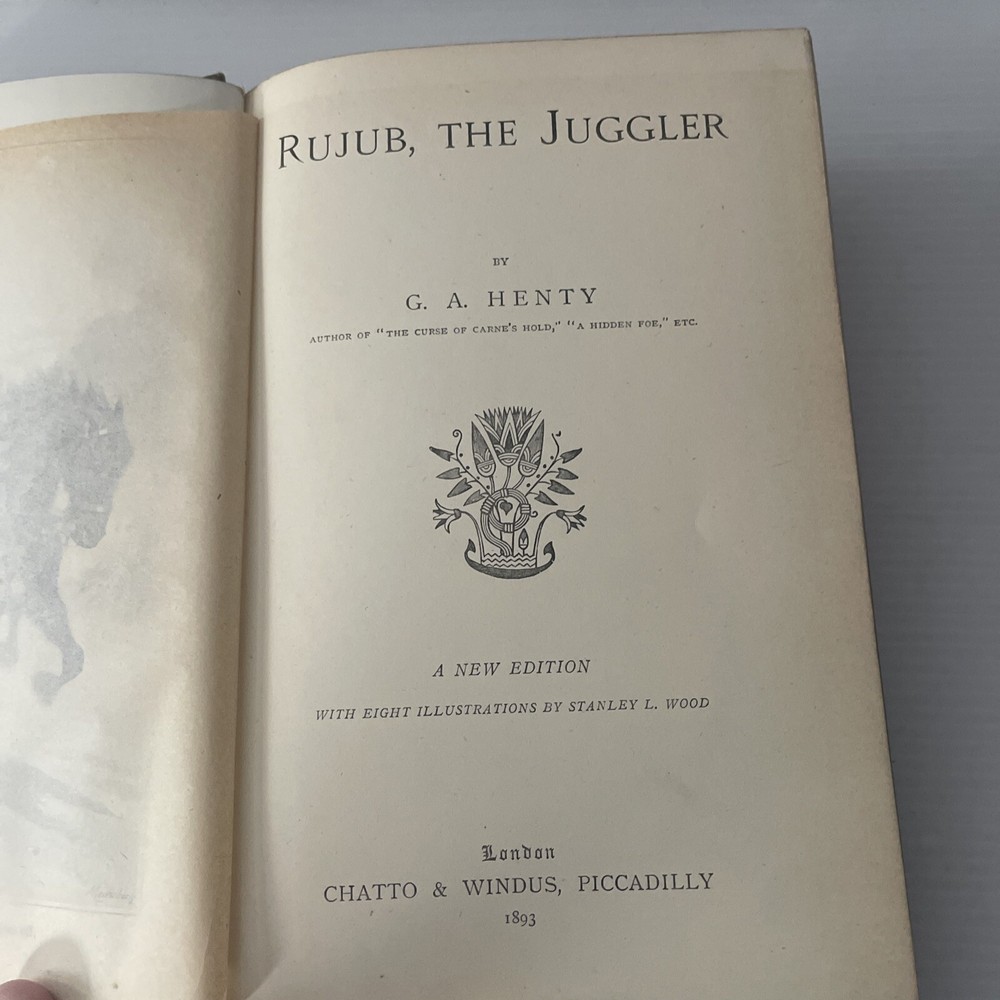 RUJUB, THE JUGGLER
BY
G. A. HENTY
AUTHOR OF "THE CURSE OF CARNE'S HOLD," "A HIDDEN FOE," ETC.
A NEW EDITION
WITH EIGHT ILLUSTRATIONS BY STANLEY L. WOOD
London
CHATTO & WINDUS, PICCADILLY
1893